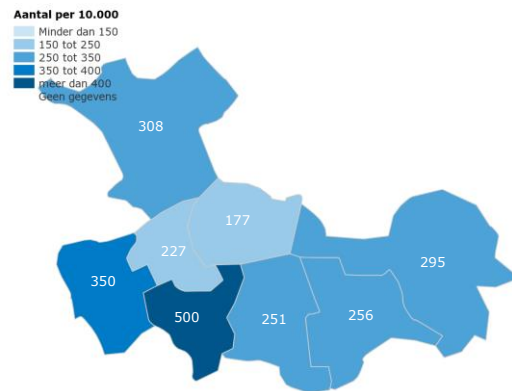 Aantal per 10.000
Minder dan 150
150 tot 250
250 tot 350
350 tot 400
meer dan 400
Geen gegevens
308
177
227
295
350
500
251
256